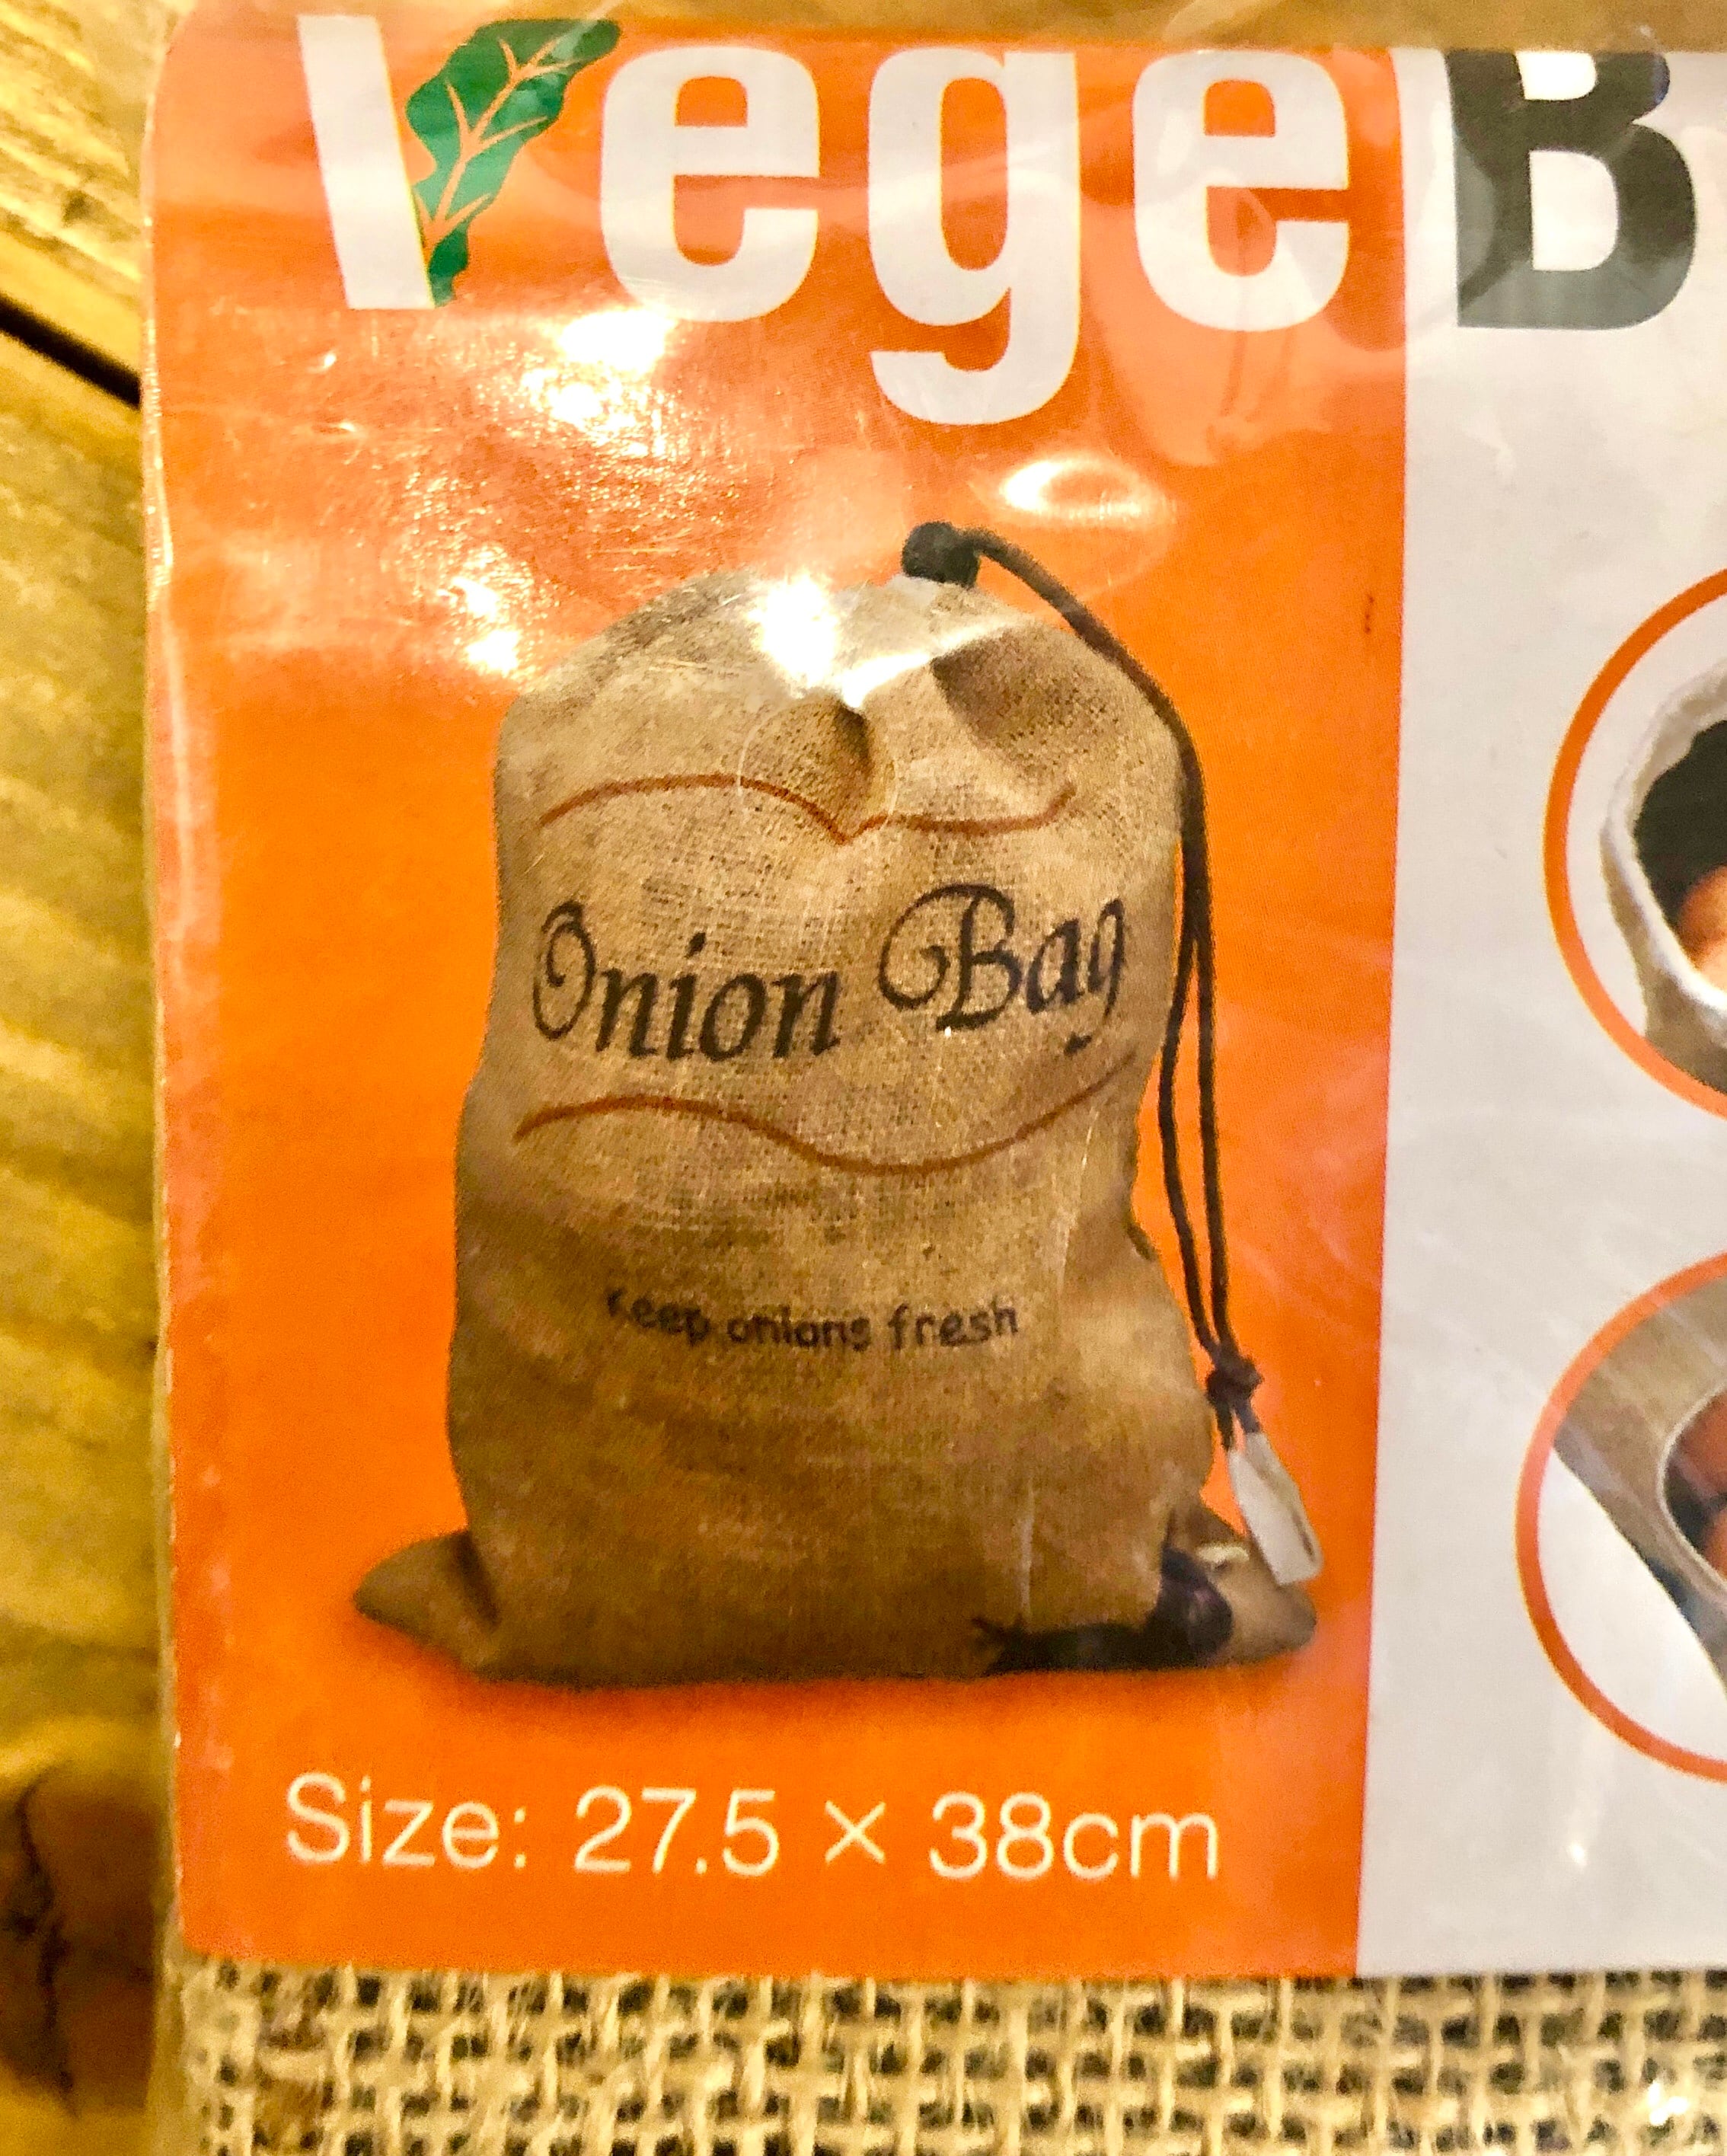 VegeB
Onion Bag
Keep onions fresh
Size: 27.5 × 38cm